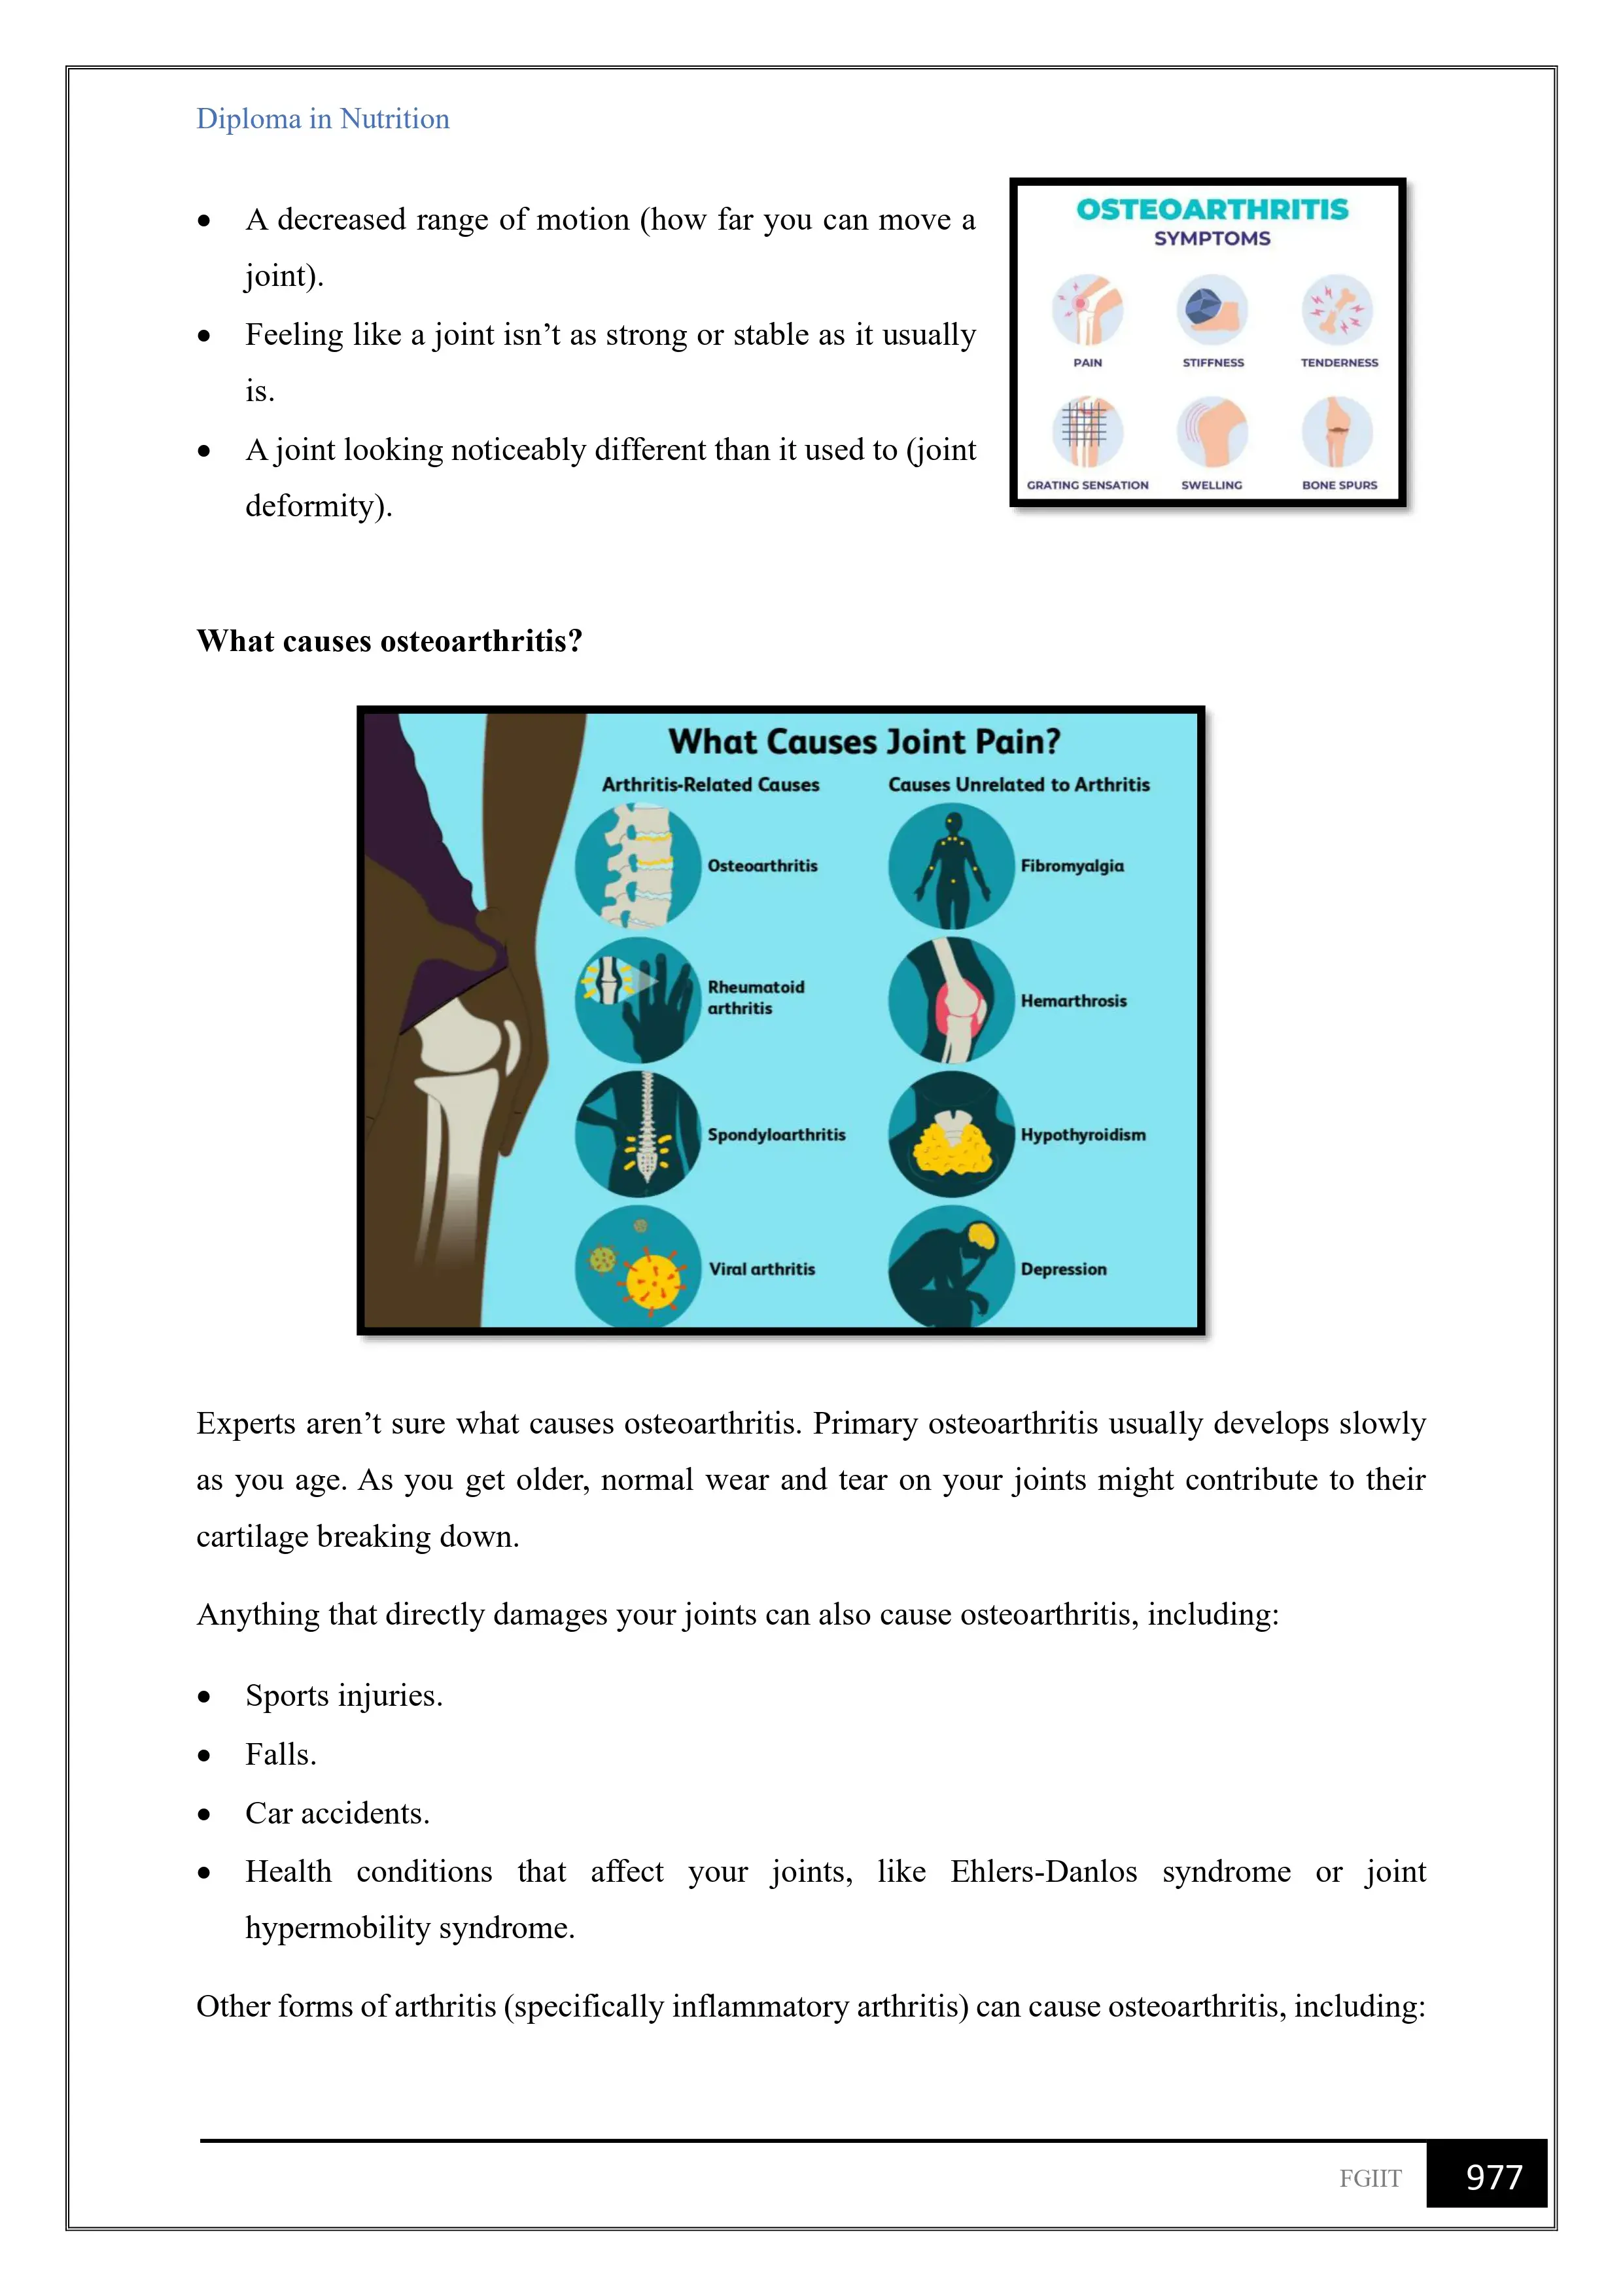 Diploma in Nutrition
• A decreased range of motion (how far you can move a
joint).
• Feeling like a joint isn’t as strong or stable as it usually
is.
• A joint looking noticeably different than it used to (joint
deformity).
OSTEOARTHRITIS
SYMPTOMS
PAIN
STIFFNESS
TENDERNESS
GRATING SENSATION
SWELLING
BONE SPURS
What causes osteoarthritis?
What Causes Joint Pain?
Arthritis-Related Causes
Osteoarthritis
Rheumatoid
arthritis
Spondyloarthritis
Viral arthritis
Causes Unrelated to Arthritis
Fibromyalgia
Hemarthrosis
Hypothyroidism
Depression
Experts aren’t sure what causes osteoarthritis. Primary osteoarthritis usually develops slowly
as you age. As you get older, normal wear and tear on your joints might contribute to their
cartilage breaking down.
Anything that directly damages your joints can also cause osteoarthritis, including:
• Sports injuries.
• Falls.
• Car accidents.
• Health conditions that affect your joints, like Ehlers-Danlos syndrome or joint
hypermobility syndrome.
Other forms of arthritis (specifically inflammatory arthritis) can cause osteoarthritis, including:
FGIIT
977